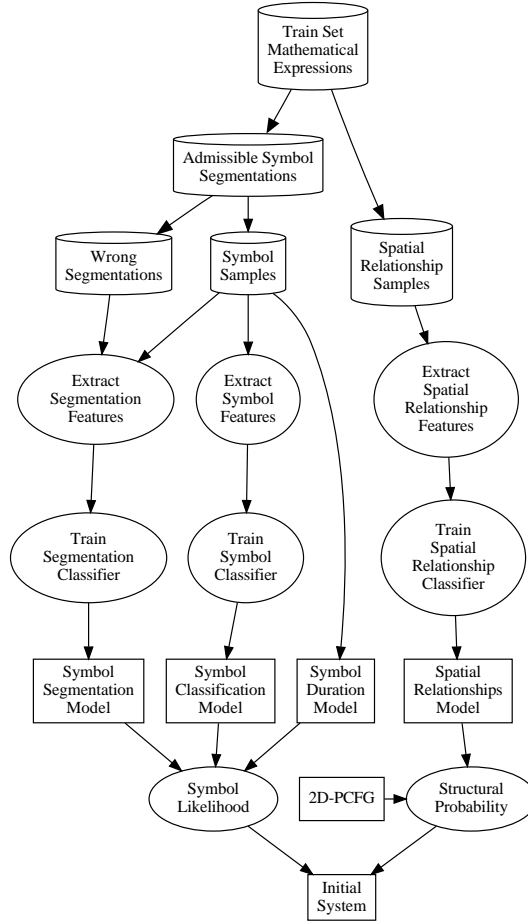 Train Set
Mathematical
Expressions
Admissible Symbol
Segmentations
Wrong
Segmentations
Symbol
Samples
Spatial
Relationship
Samples
Extract
Segmentation
Features
Extract
Symbol
Features
Extract
Spatial
Relationship
Features
Train
Segmentation
Classifier
Train
Symbol
Classifier
Train
Spatial
Relationship
Classifier
Symbol
Segmentation
Model
Symbol
Classification
Model
Symbol
Duration
Model
Spatial
Relationships
Model
Symbol
Likelihood
2D-PCFG
Structural
Probability
Initial
System